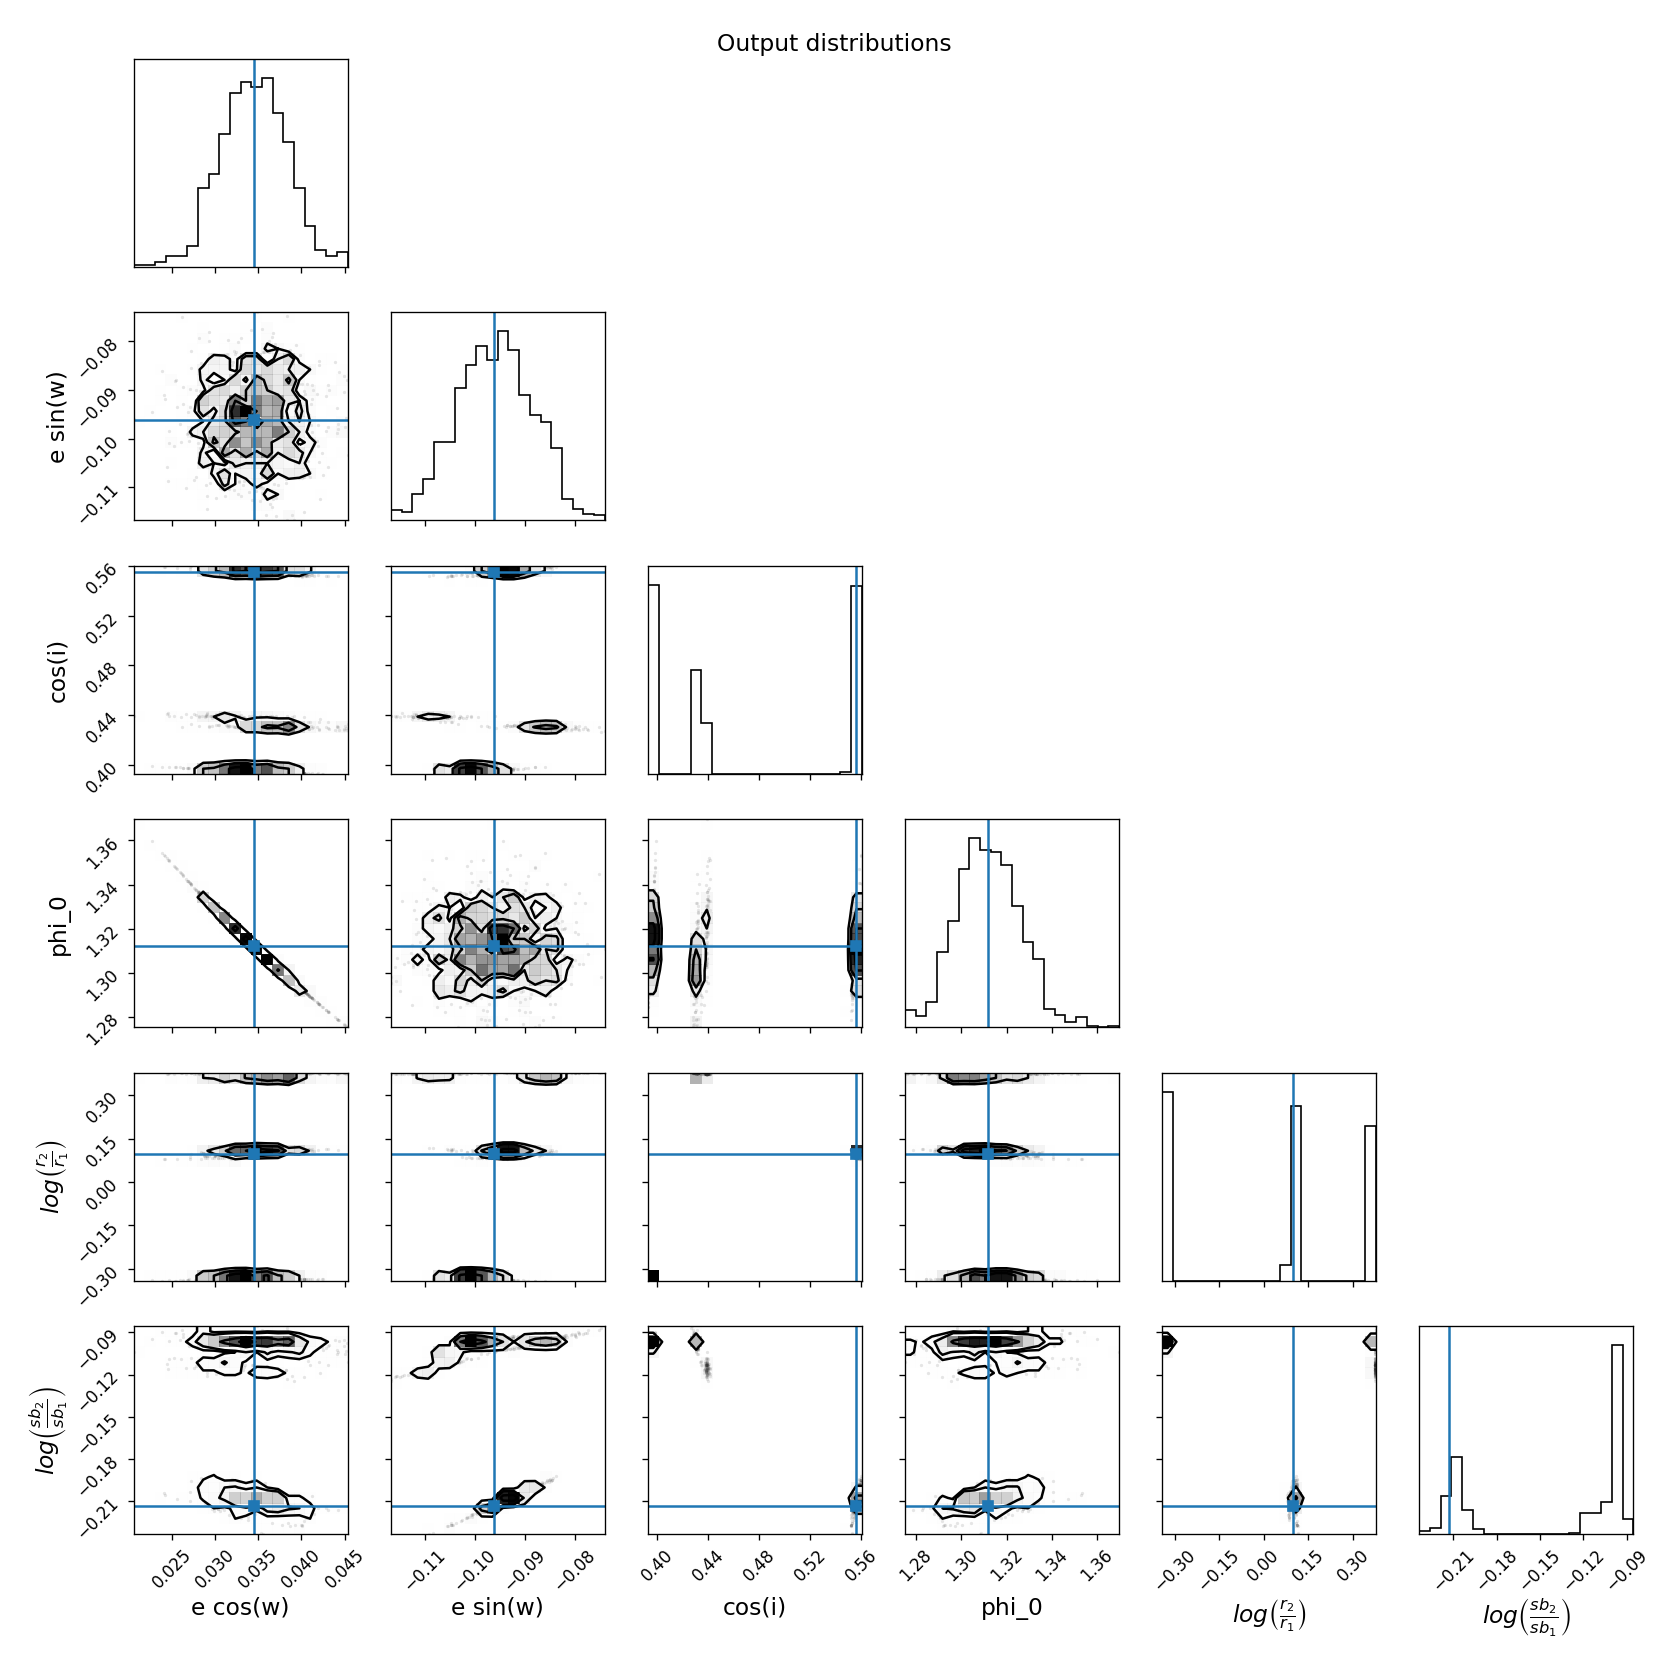 Output distributions
e sin(w)
−0.08
−0.09
−0.10
−0.11
cos(i)
0.56
0.52
0.48
0.44
0.40
phi_0
1.36
1.34
1.32
1.30
1.28
log(r2/r1)
0.30
0.15
0.00
−0.15
−0.30
log(sb2/sb1)
−0.09
−0.12
−0.15
−0.18
−0.21
0.025 0.030 0.035 0.040 0.045
−0.11 −0.10 −0.09 −0.08
0.40 0.44 0.48 0.52 0.56
1.28 1.30 1.32 1.34 1.36
−0.30 −0.15 0.00 0.15 0.30
−0.21 −0.18 −0.15 −0.12 −0.09
e cos(w)
e sin(w)
cos(i)
phi_0
log(r2/r1)
log(sb2/sb1)